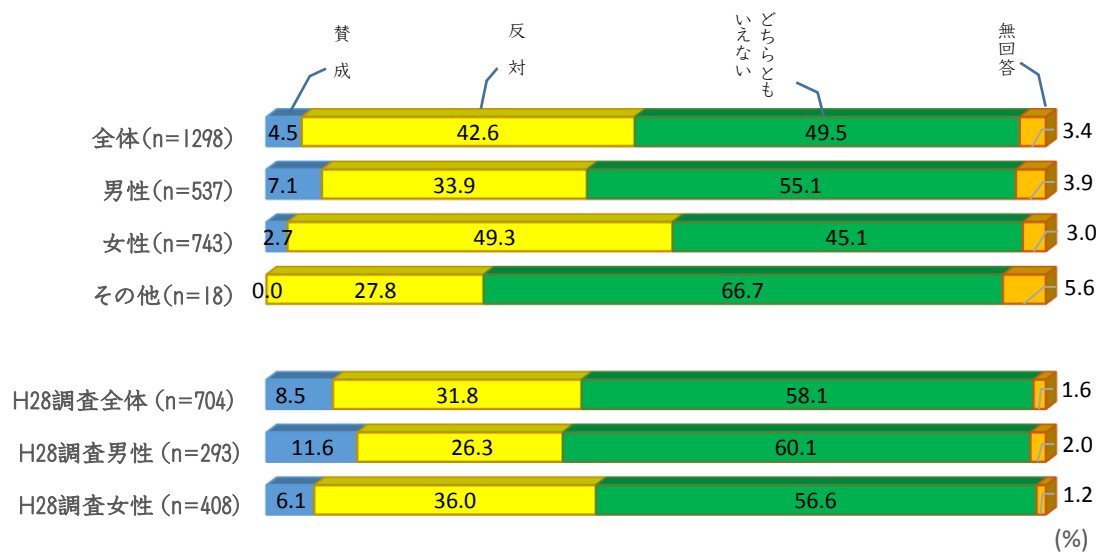 賛成
反対
どちらとも
いえない
無回答
全体(n=1298) 4.5 42.6 49.5 3.4
男性(n=537) 7.1 33.9 55.1 3.9
女性(n=743) 2.7 49.3 45.1 3.0
その他(n=18) 0.0 27.8 66.7 5.6
H28調査全体 (n=704) 8.5 31.8 58.1 1.6
H28調査男性 (n=293) 11.6 26.3 60.1 2.0
H28調査女性 (n=408) 6.1 36.0 56.6 1.2
(%)